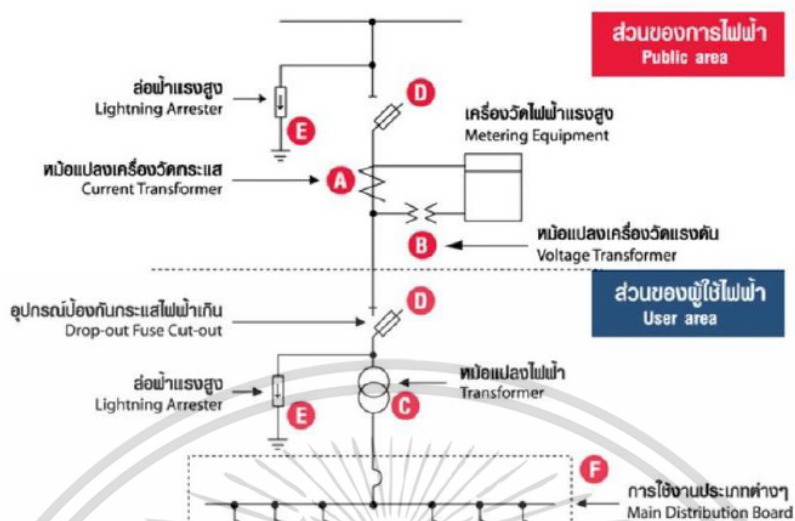 ส่วนของการไฟฟ้า
Public area
ล่อฟ้าแรงสูง
Lightning Arrester
D
E
เครื่องวัดไฟฟ้าแรงสูง
Metering Equipment
หม้อแปลงเครื่องวัดกระแส
Current Transformer
A
B
หม้อแปลงเครื่องวัดแรงดัน
Voltage Transformer
ส่วนของผู้ใช้ไฟฟ้า
User area
อุปกรณ์ป้องกันกระแสไฟฟ้าเกิน
Drop-out Fuse Cut-out
D
ล่อฟ้าแรงสูง
Lightning Arrester
E
หม้อแปลงไฟฟ้า
Transformer
C
F
การใช้งานประเภทต่างๆ
Main Distribution Board